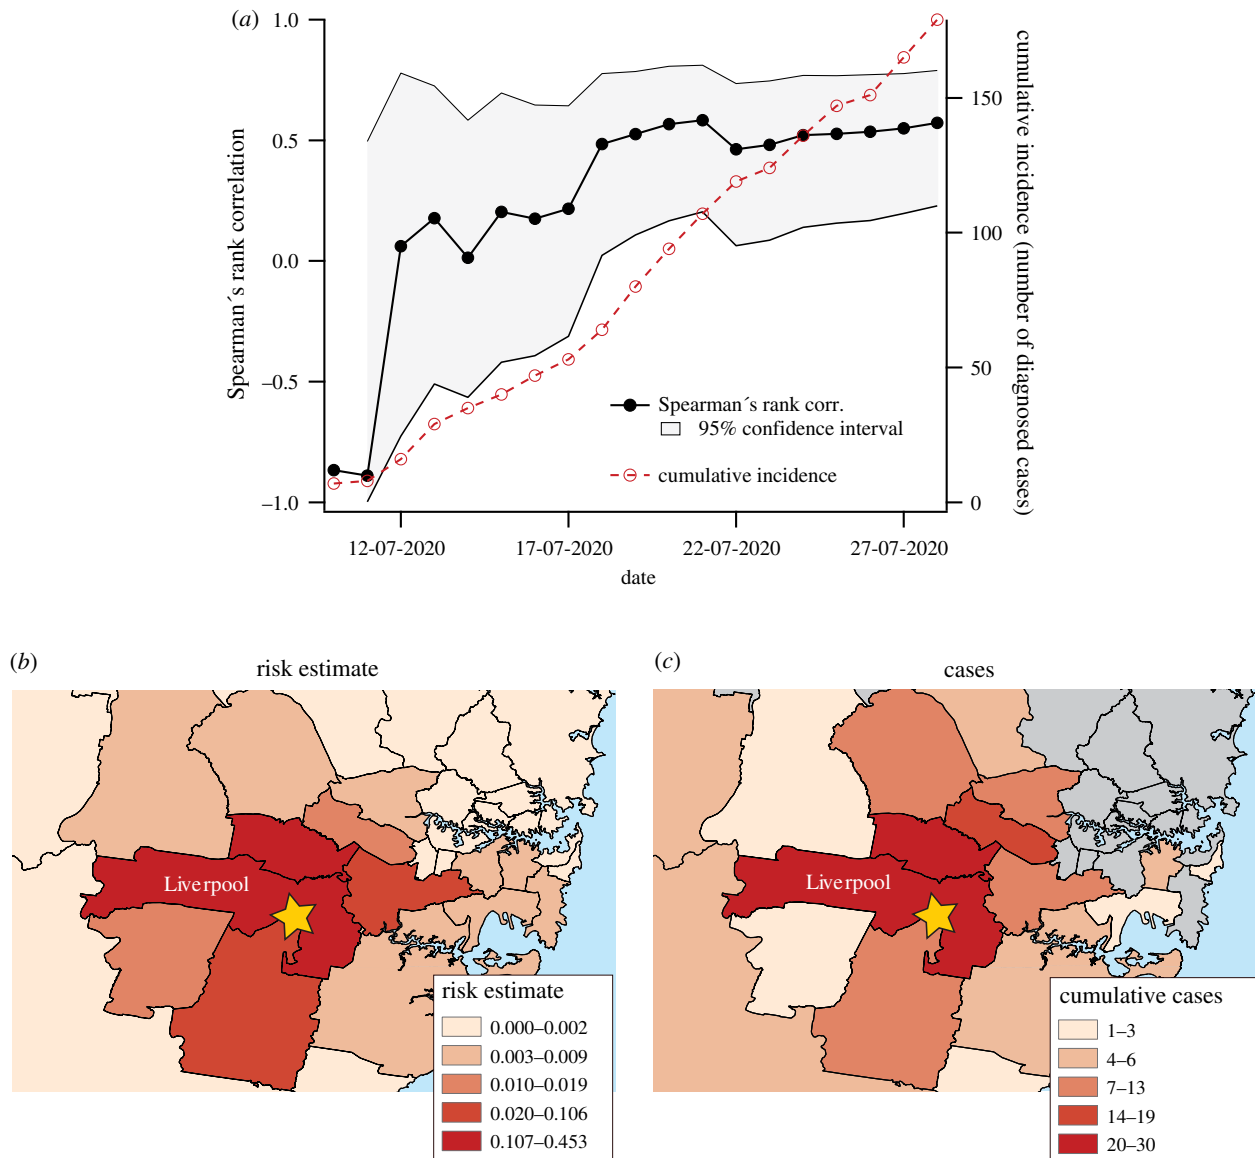 (a)
1.0
0.5
0.0
−0.5
−1.0
Spearman´s rank correlation
150
100
50
0
cumulative incidence (number of diagnosed cases)
Spearman´s rank corr.
95% confidence interval
cumulative incidence
12-07-2020
17-07-2020
22-07-2020
27-07-2020
date
(b)
risk estimate
Liverpool
risk estimate
0.000–0.002
0.003–0.009
0.010–0.019
0.020–0.106
0.107–0.453
(c)
cases
Liverpool
cumulative cases
1–3
4–6
7–13
14–19
20–30